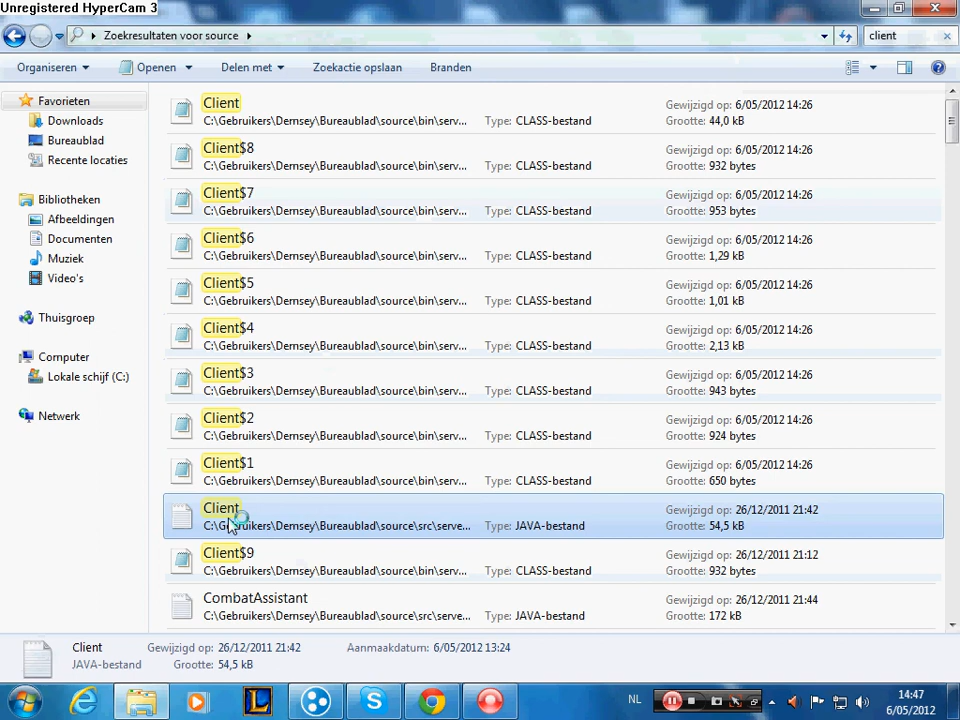 Unregistered HyperCam 3
Zoekresultaten voor source
client
Organiseren
Openen
Delen met
Zoekactie opslaan
Branden
Favorieten
Downloads
Bureaublad
Recente locaties
Bibliotheken
Afbeeldingen
Documenten
Muziek
Video's
Thuisgroep
Computer
Lokale schijf (C:)
Netwerk
Client
C:\Gebruikers\Demsey\Bureaublad\source\bin\serv... Type: CLASS-bestand
Gewijzigd op: 6/05/2012 14:26
Grootte: 44,0 kB
Client$8
C:\Gebruikers\Demsey\Bureaublad\source\bin\serv... Type: CLASS-bestand
Gewijzigd op: 6/05/2012 14:26
Grootte: 932 bytes
Client$7
C:\Gebruikers\Demsey\Bureaublad\source\bin\serv... Type: CLASS-bestand
Gewijzigd op: 6/05/2012 14:26
Grootte: 953 bytes
Client$6
C:\Gebruikers\Demsey\Bureaublad\source\bin\serv... Type: CLASS-bestand
Gewijzigd op: 6/05/2012 14:26
Grootte: 1,29 kB
Client$5
C:\Gebruikers\Demsey\Bureaublad\source\bin\serv... Type: CLASS-bestand
Gewijzigd op: 6/05/2012 14:26
Grootte: 1,01 kB
Client$4
C:\Gebruikers\Demsey\Bureaublad\source\bin\serv... Type: CLASS-bestand
Gewijzigd op: 6/05/2012 14:26
Grootte: 2,13 kB
Client$3
C:\Gebruikers\Demsey\Bureaublad\source\bin\serv... Type: CLASS-bestand
Gewijzigd op: 6/05/2012 14:26
Grootte: 943 bytes
Client$2
C:\Gebruikers\Demsey\Bureaublad\source\bin\serv... Type: CLASS-bestand
Gewijzigd op: 6/05/2012 14:26
Grootte: 924 bytes
Client$1
C:\Gebruikers\Demsey\Bureaublad\source\bin\serv... Type: CLASS-bestand
Gewijzigd op: 6/05/2012 14:26
Grootte: 650 bytes
Client
C:\Gebruikers\Demsey\Bureaublad\source\src\serve... Type: JAVA-bestand
Gewijzigd op: 26/12/2011 21:42
Grootte: 54,5 kB
Client$9
C:\Gebruikers\Demsey\Bureaublad\source\bin\serv... Type: CLASS-bestand
Gewijzigd op: 26/12/2011 21:12
Grootte: 932 bytes
CombatAssistant
C:\Gebruikers\Demsey\Bureaublad\source\src\serve... Type: JAVA-bestand
Gewijzigd op: 26/12/2011 21:44
Grootte: 172 kB
Client Gewijzigd op: 26/12/2011 21:42 Aanmaakdatum: 6/05/2012 13:24
JAVA-bestand Grootte: 54,5 kB
NL
14:47
6/05/2012